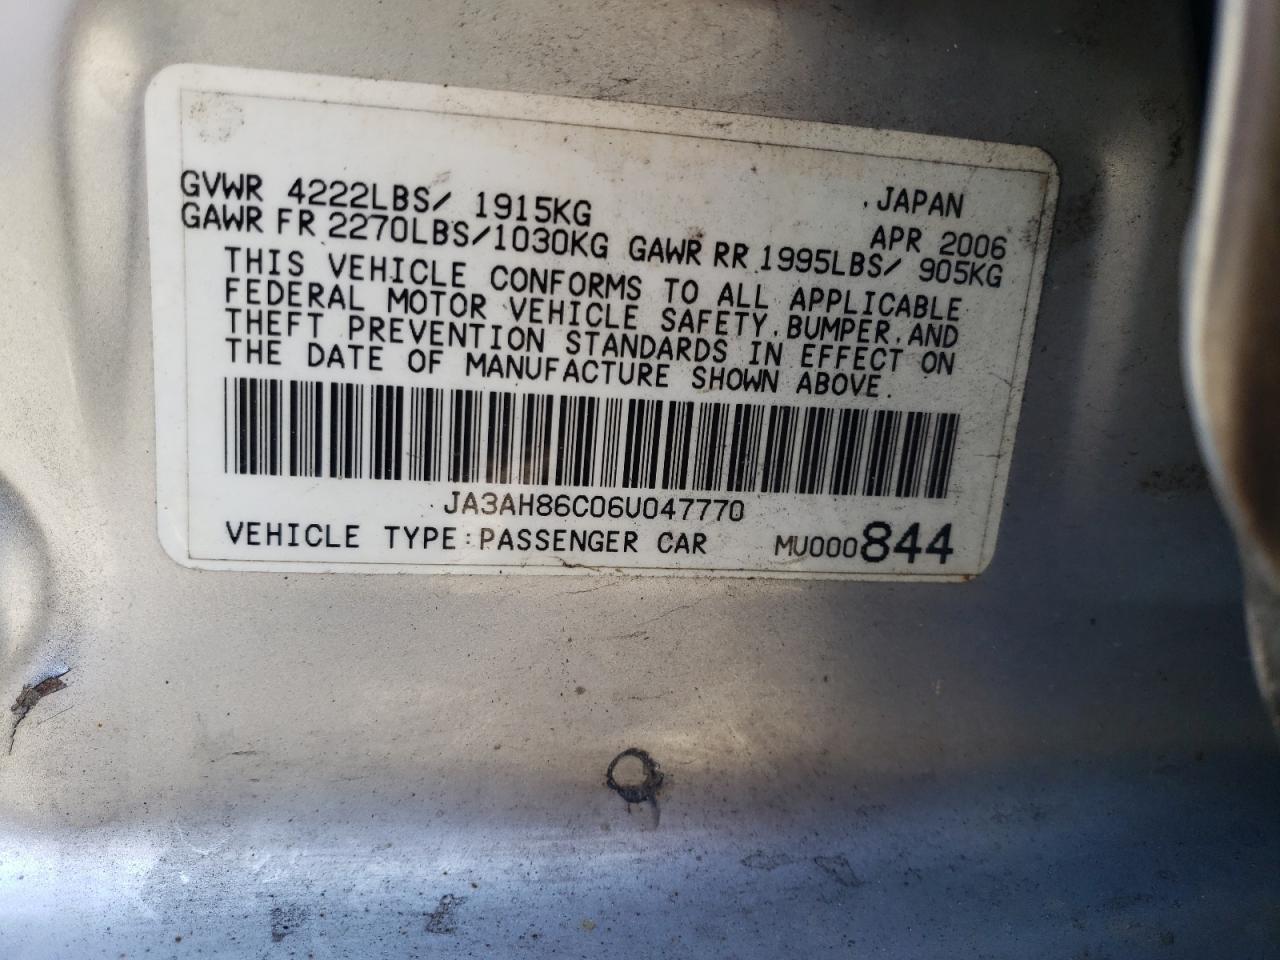 JAPAN
GVWR 4222LBS/ 1915KG APR 2006
GAWR FR 2270LBS/1030KG GAWR RR 1995LBS/ 905KG
THIS VEHICLE CONFORMS TO ALL APPLICABLE
FEDERAL MOTOR VEHICLE SAFETY, BUMPER, AND
THEFT PREVENTION STANDARDS IN EFFECT ON
THE DATE OF MANUFACTURE SHOWN ABOVE.
JA3AH86C06U047770
VEHICLE TYPE:PASSENGER CAR MU000844